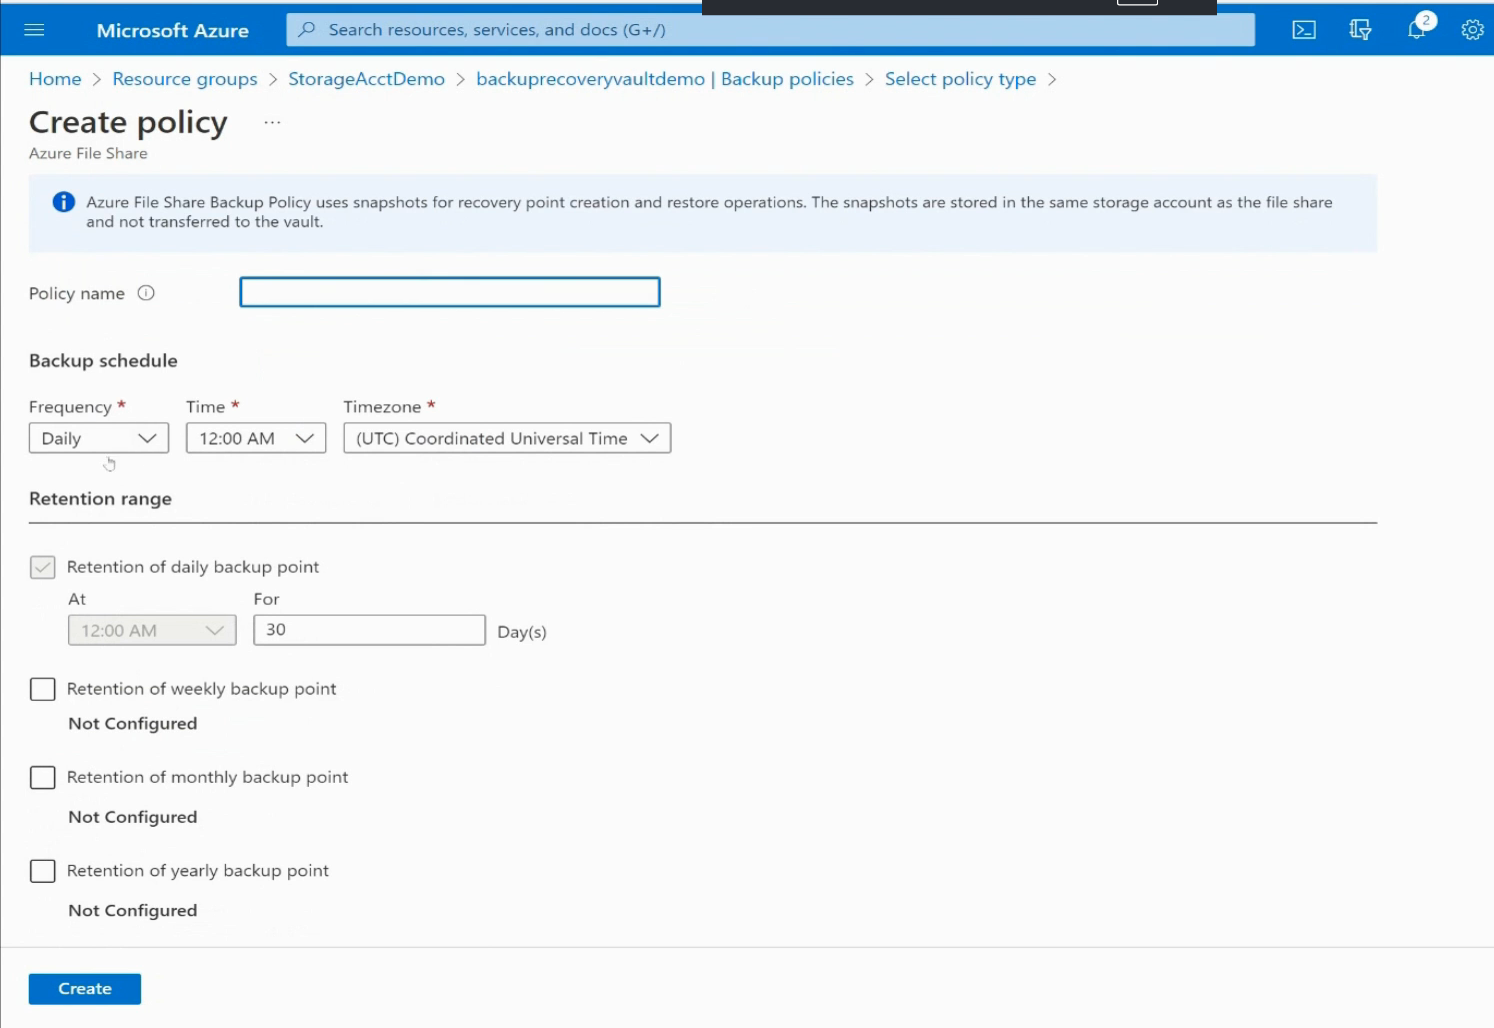 Microsoft Azure
Search resources, services, and docs (G+/)
2
Home > Resource groups > StorageAcctDemo > backuprecoveryvaultdemo | Backup policies > Select policy type >
Create policy ...
Azure File Share
Azure File Share Backup Policy uses snapshots for recovery point creation and restore operations. The snapshots are stored in the same storage account as the file share
and not transferred to the vault.
Policy name
Backup schedule
Frequency * Time * Timezone *
Daily 12:00 AM (UTC) Coordinated Universal Time
Retention range
Retention of daily backup point
At For
12:00 AM 30 Day(s)
Retention of weekly backup point
Not Configured
Retention of monthly backup point
Not Configured
Retention of yearly backup point
Not Configured
Create